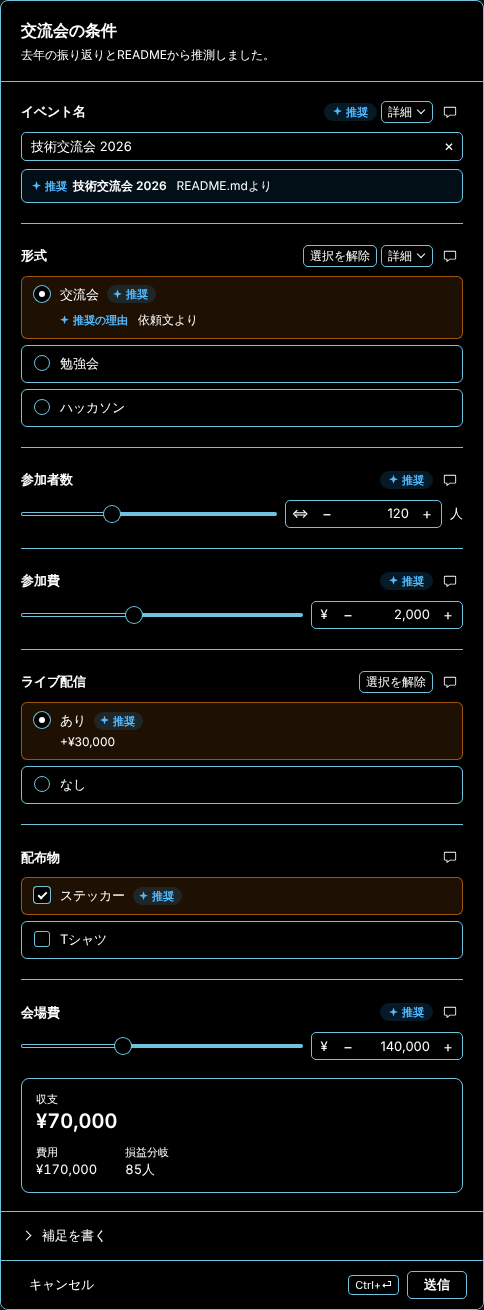 交流会の条件
去年の振り返りとREADMEから推測しました。
イベント名 推奨 詳細
技術交流会 2026 ×
推奨 技術交流会 2026 README.mdより
形式 選択を解除 詳細
交流会 推奨
推奨の理由 依頼文より
勉強会
ハッカソン
参加者数 推奨
− 120 + 人
参加費 推奨
¥ − 2,000 +
ライブ配信 選択を解除
あり 推奨
+¥30,000
なし
配布物
ステッカー 推奨
Tシャツ
会場費 推奨
¥ − 140,000 +
収支
¥70,000
費用 損益分岐
¥170,000 85人
補足を書く
キャンセル Ctrl+⏎ 送信